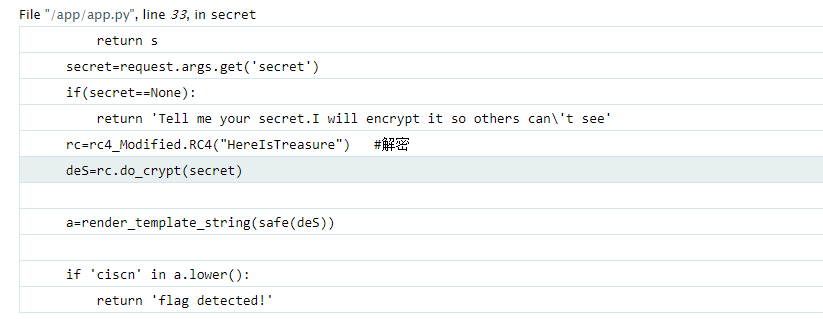 File "/app/app.py", line 33, in secret
return s
secret=request.args.get('secret')
if(secret==None):
return 'Tell me your secret.I will encrypt it so others can\'t see'
rc=rc4_Modified.RC4("HereIsTreasure")   #解密
deS=rc.do_crypt(secret)
a=render_template_string(safe(deS))
if 'ciscn' in a.lower():
return 'flag detected!'